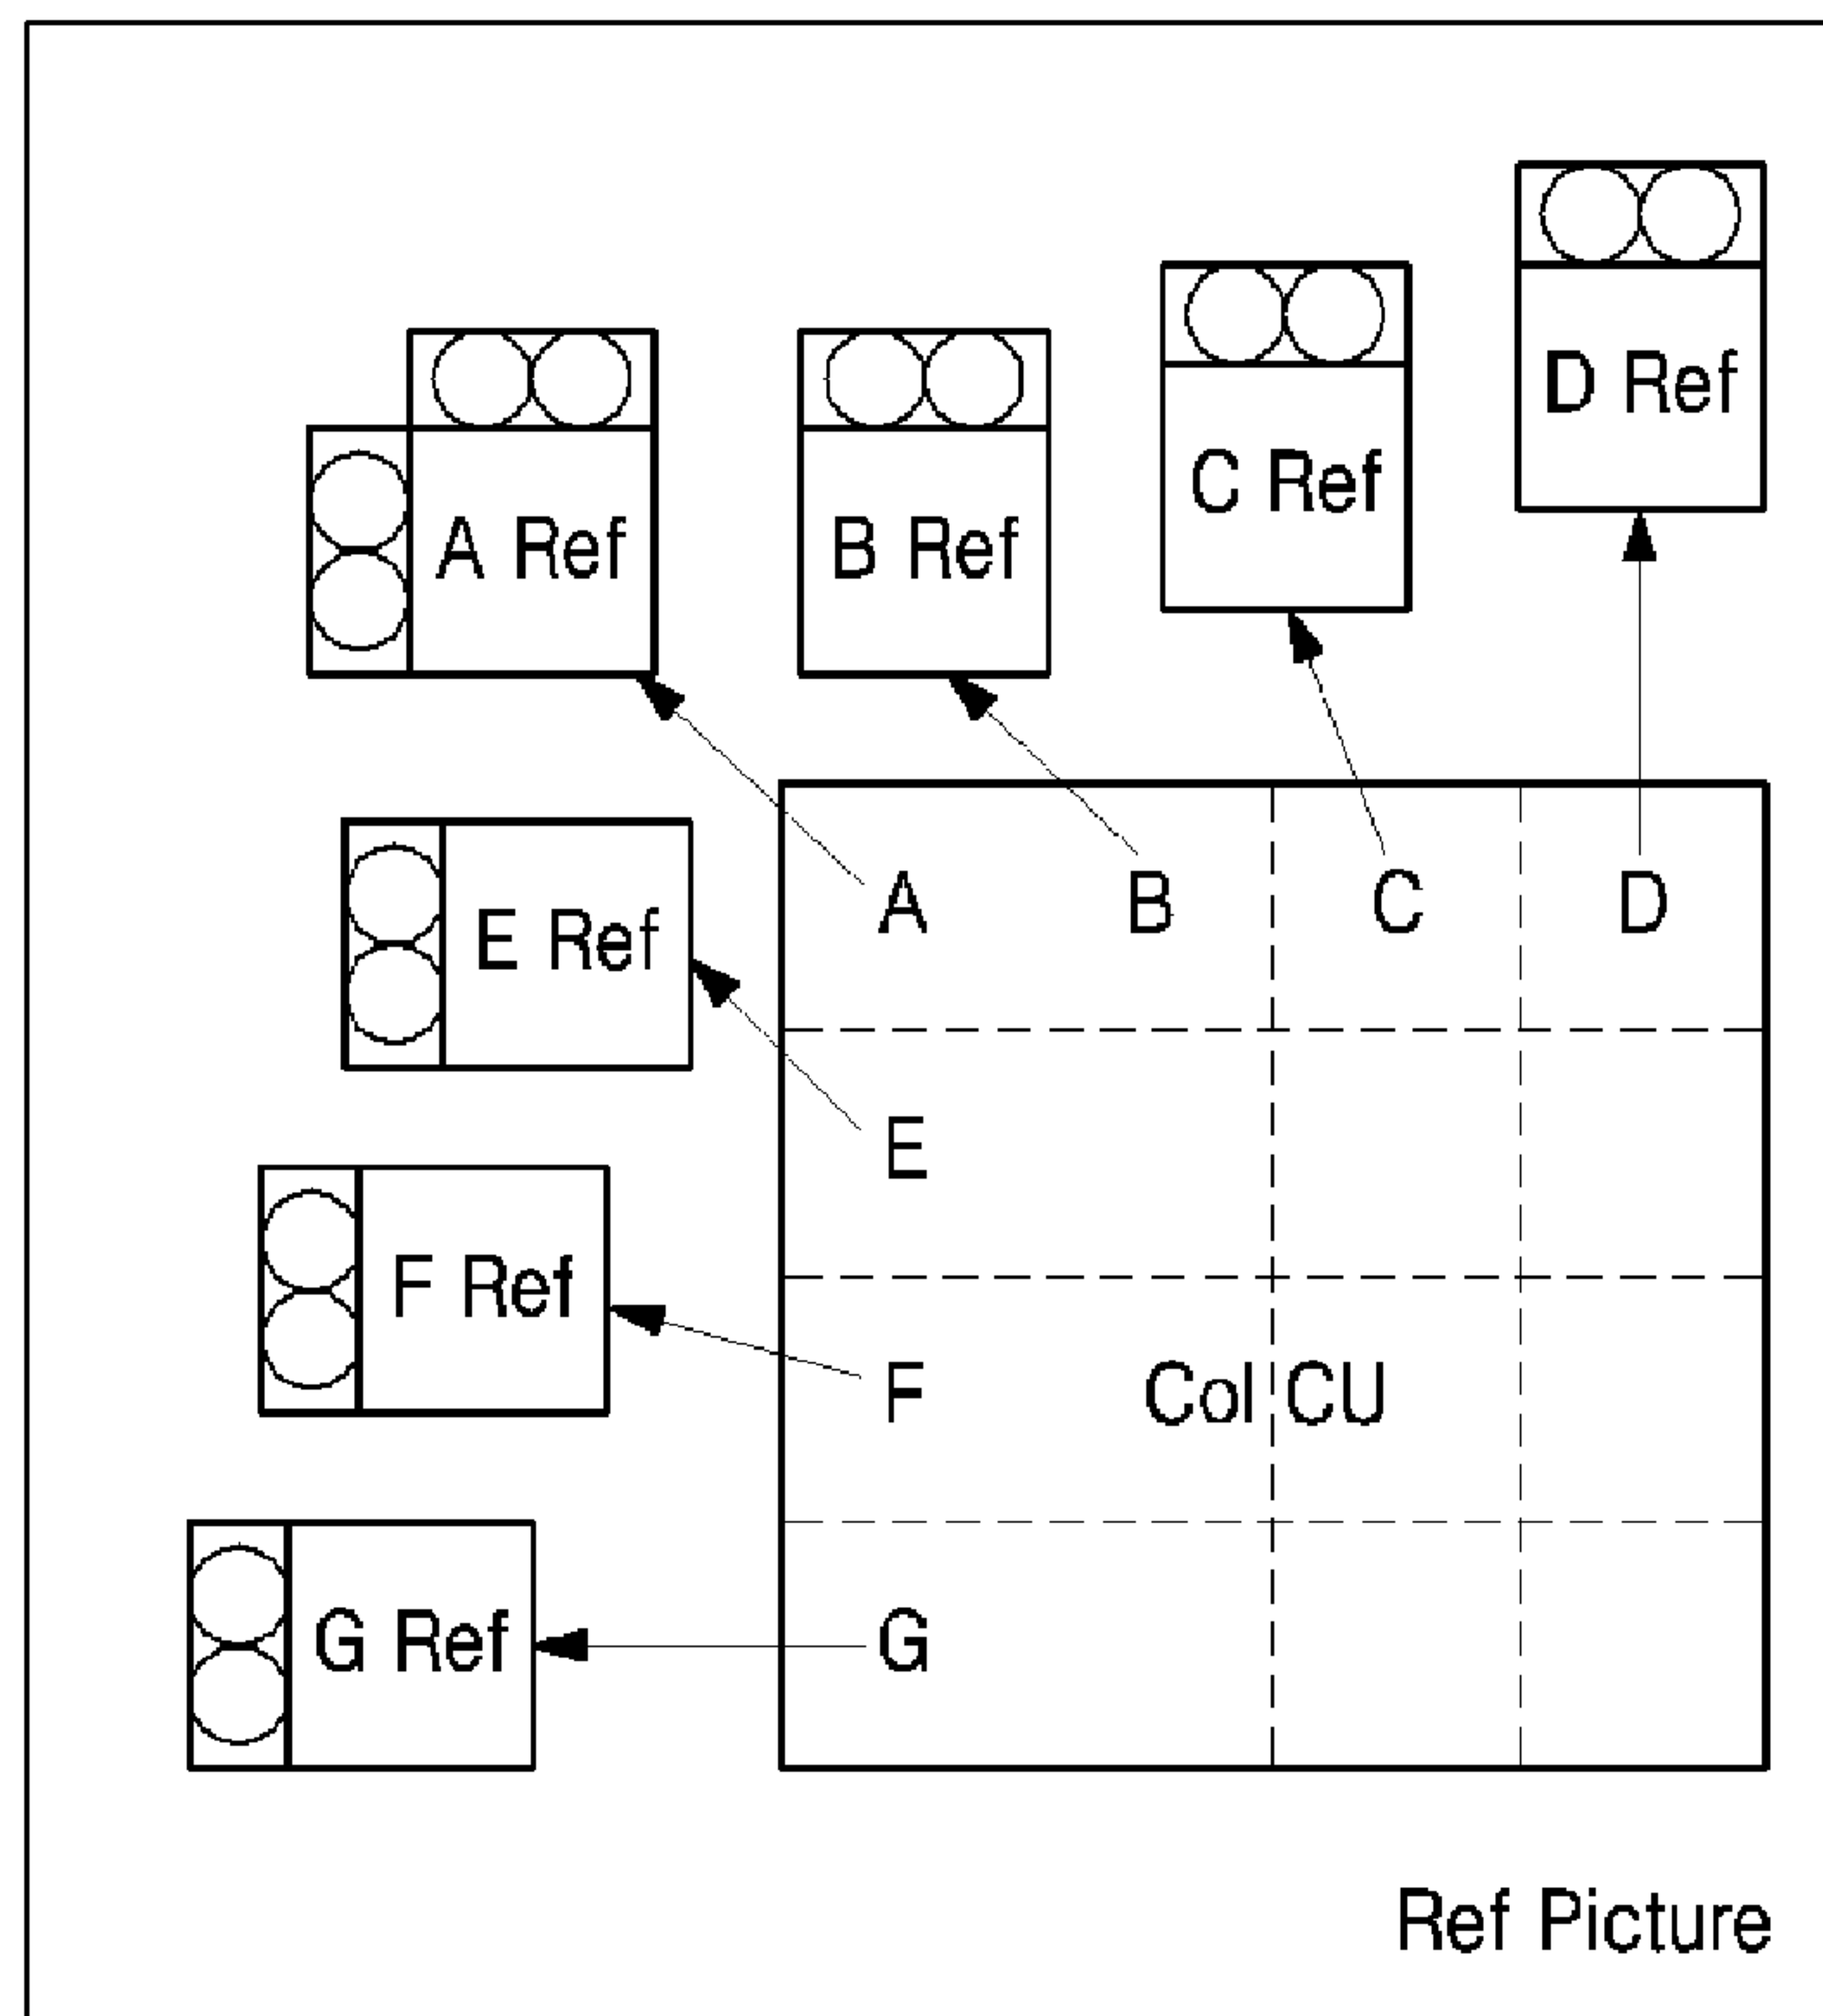 D Ref
C Ref
A Ref
B Ref
A
B
C
D
E Ref
E
F Ref
F
Col CU
G Ref
G
Ref Picture